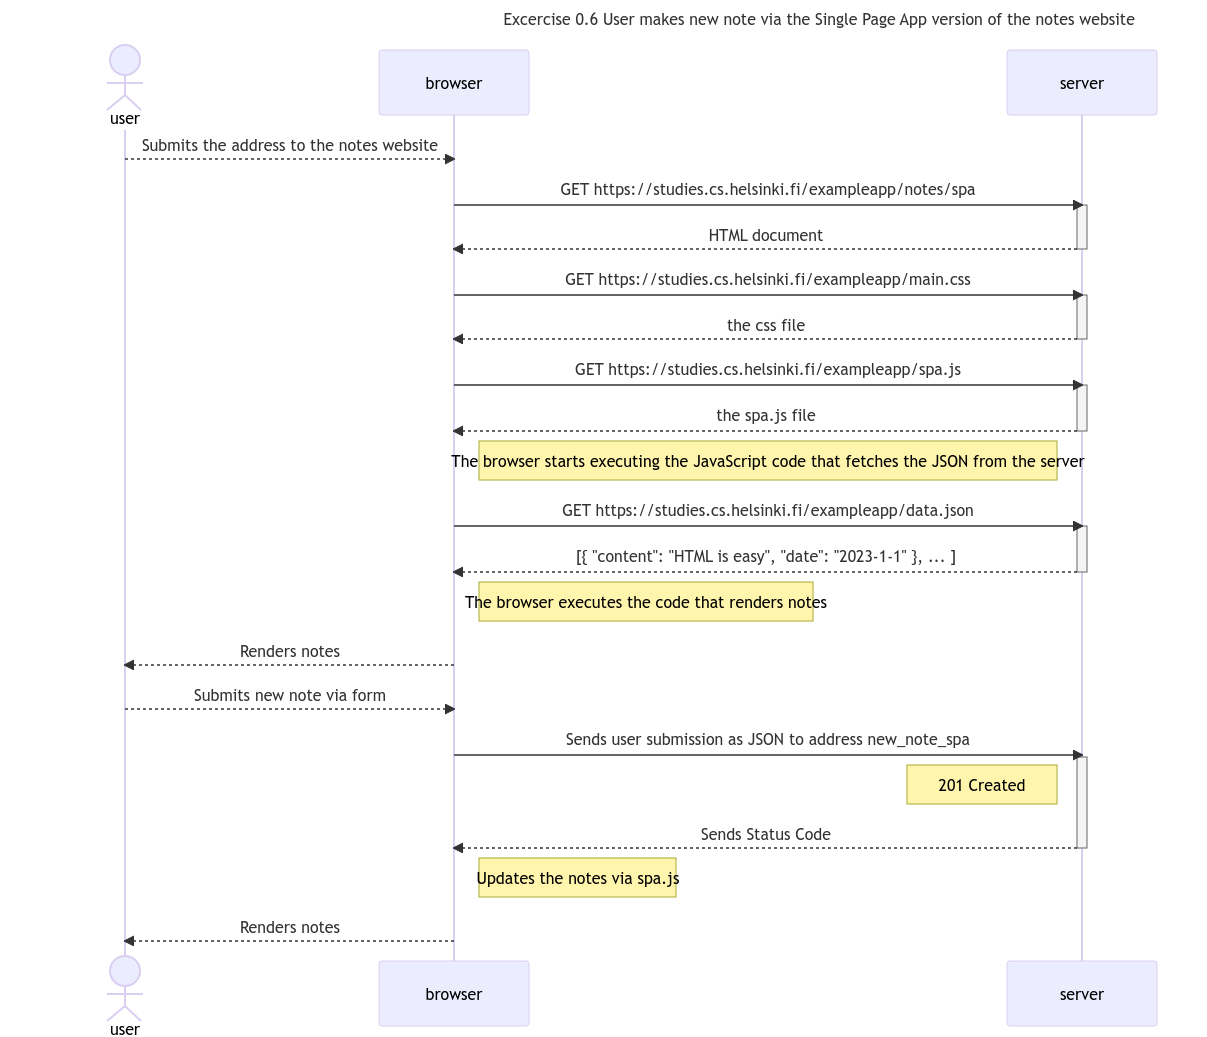 Excercise 0.6 User makes new note via the Single Page App version of the notes website
user
browser
server
Submits the address to the notes website
GET https://studies.cs.helsinki.fi/exampleapp/notes/spa
HTML document
GET https://studies.cs.helsinki.fi/exampleapp/main.css
the css file
GET https://studies.cs.helsinki.fi/exampleapp/spa.js
the spa.js file
The browser starts executing the JavaScript code that fetches the JSON from the server
GET https://studies.cs.helsinki.fi/exampleapp/data.json
[{ "content": "HTML is easy", "date": "2023-1-1" }, ... ]
The browser executes the code that renders notes
Renders notes
Submits new note via form
Sends user submission as JSON to address new_note_spa
201 Created
Sends Status Code
Updates the notes via spa.js
Renders notes
user
browser
server